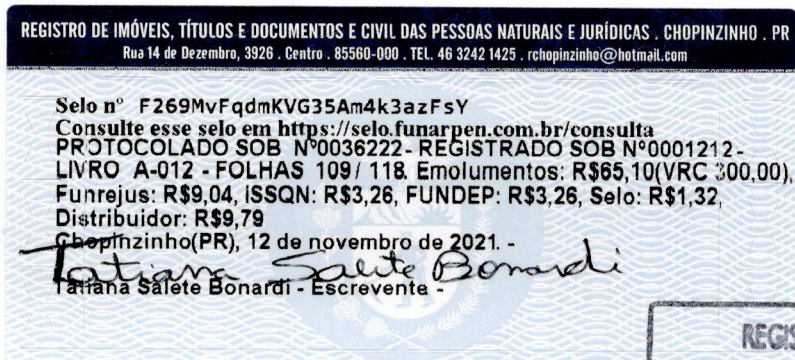 REGISTRO DE IMÓVEIS, TÍTULOS E DOCUMENTOS E CIVIL DAS PESSOAS NATURAIS E JURÍDICAS . CHOPINZINHO . PR
Rua 14 de Dezembro, 3926 . Centro . 85560-000 . TEL. 46 3242 1425 . rchopinzinho@hotmail.com
Selo nº F269MvFqdmKVG35Am4k3azFsY
Consulte esse selo em https://selo.funarpen.com.br/consulta
PROTOCOLADO SOB Nº0036222- REGISTRADO SOB Nº0001212-
LIVRO A-012 - FOLHAS 109/ 118. Emolumentos: R$65,10(VRC 300,00),
Funrejus: R$9,04, ISSQN: R$3,26, FUNDEP: R$3,26, Selo: R$1,32,
Distribuidor: R$9,79
Chopinzinho(PR), 12 de novembro de 2021. -
Tatiana Salete Bonardi
Tatiana Salete Bonardi - Escrevente -
REGIS